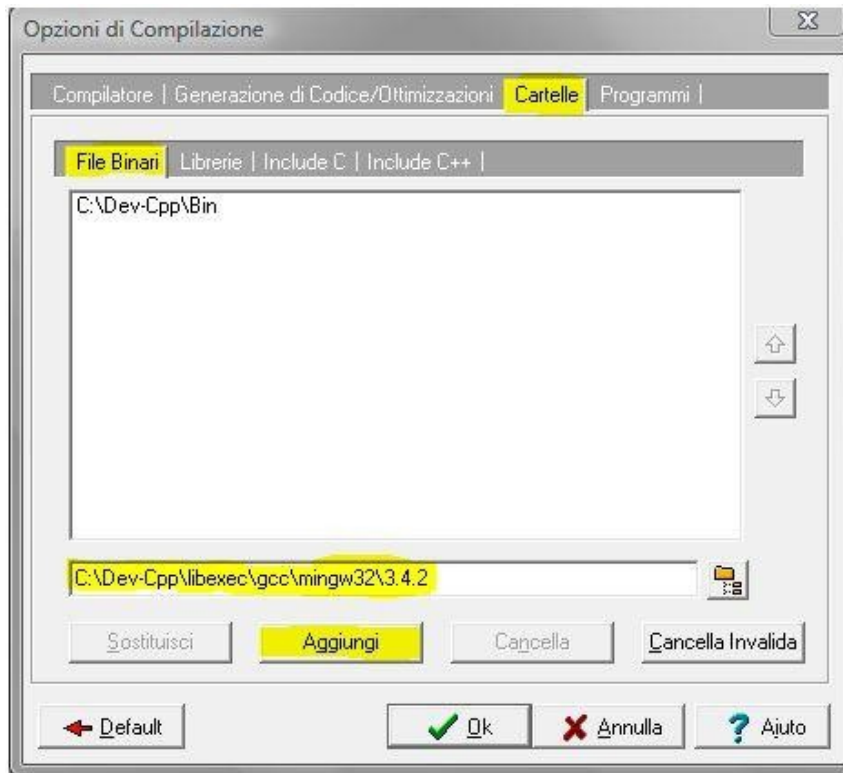 Opzioni di Compilazione
Compilatore | Generazione di Codice/Ottimizzazioni Cartelle Programmi |
File Binari Librerie | Include C | Include C++ |
C:\Dev-Cpp\Bin
C:\Dev-Cpp\libexec\gcc\mingw32\3.4.2
Sostituisci Aggiungi Cancella Cancella Invalida
Default Ok Annulla Aiuto